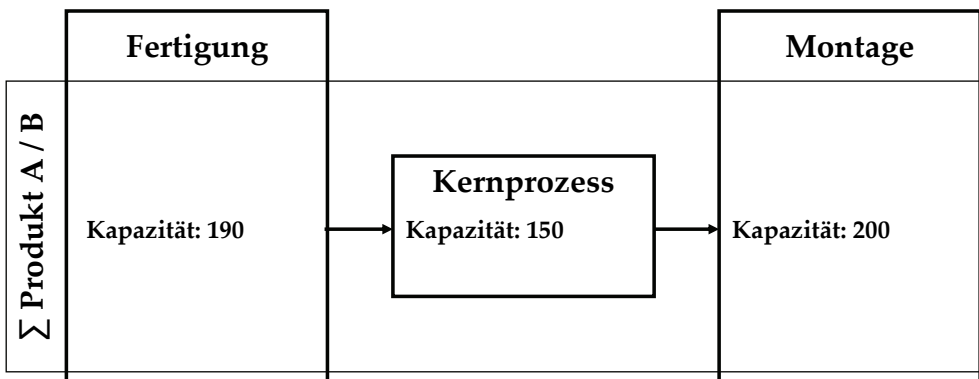 Fertigung
Montage
∑ Produkt A / B
Kernprozess
Kapazität: 190
Kapazität: 150
Kapazität: 200